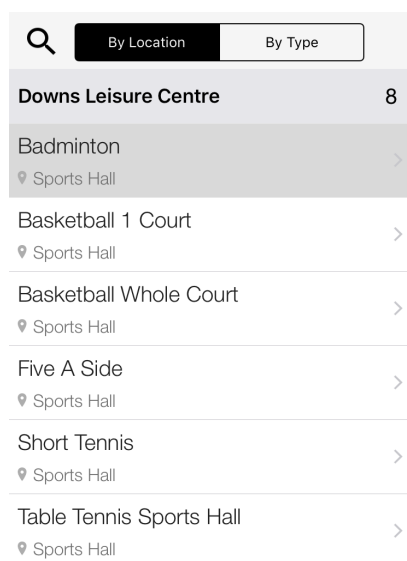 By Location By Type
Downs Leisure Centre 8
Badminton
Sports Hall
Basketball 1 Court
Sports Hall
Basketball Whole Court
Sports Hall
Five A Side
Sports Hall
Short Tennis
Sports Hall
Table Tennis Sports Hall
Sports Hall